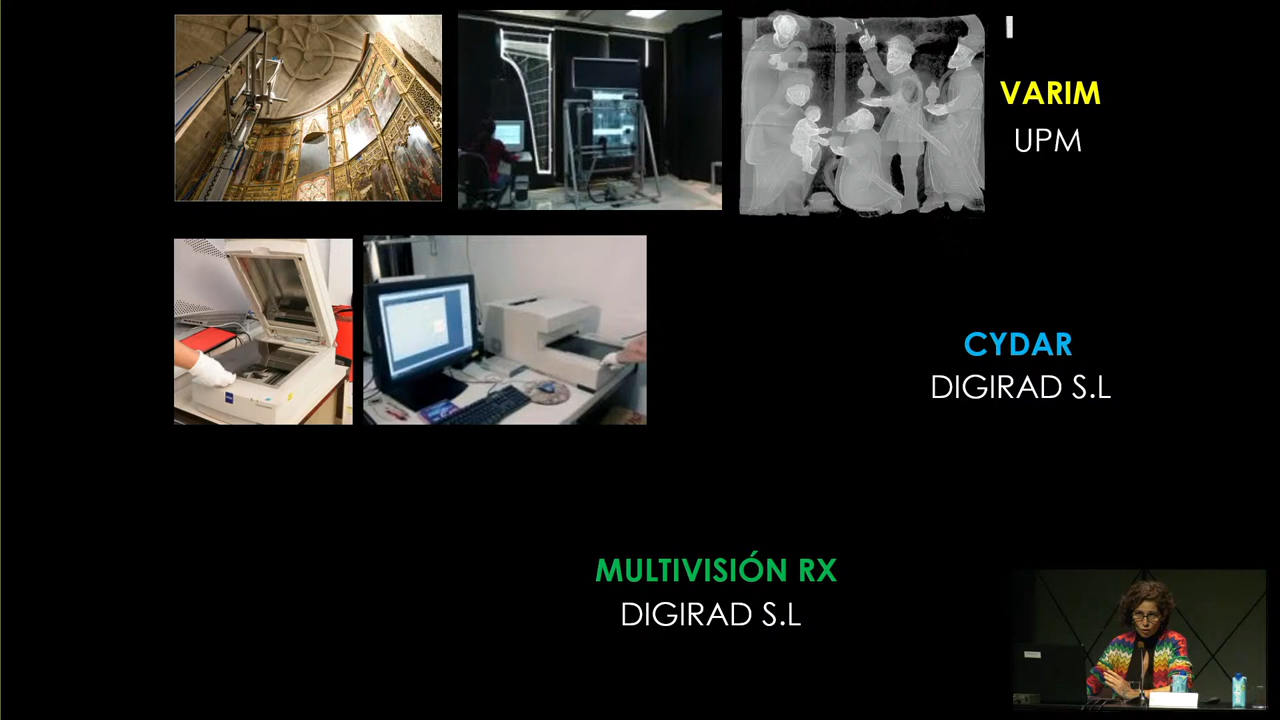 VARIM
UPM
CYDAR
DIGIRAD S.L
MULTIVISIÓN RX
DIGIRAD S.L